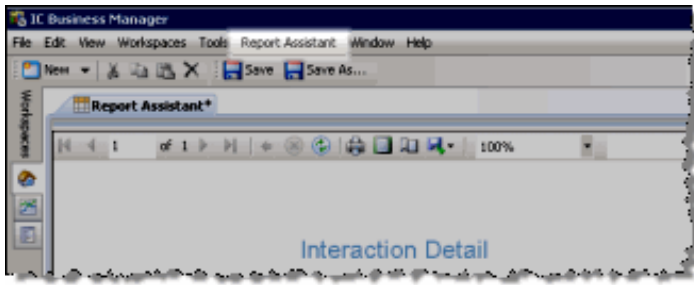 IC Business Manager
File Edit View Workspaces Tools Report Assistant Window Help
New Save Save As...
Workspaces
Report Assistant*
1 of 1 100%
Interaction Detail